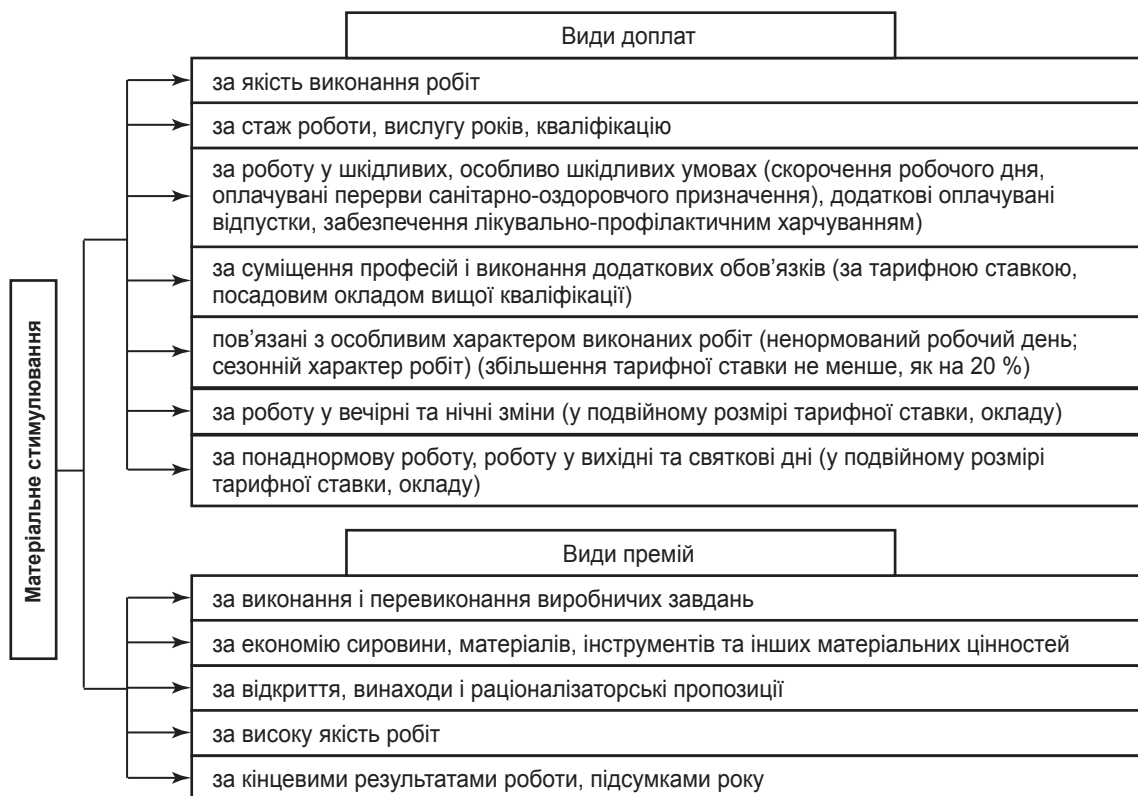 Матеріальне стимулювання
Види доплат
за якість виконання робіт
за стаж роботи, вислугу років, кваліфікацію
за роботу у шкідливих, особливо шкідливих умовах (скорочення робочого дня,
оплачувані перерви санітарно-оздоровчого призначення), додаткові оплачувані
відпустки, забезпечення лікувально-профілактичним харчуванням)
за суміщення професій і виконання додаткових обов’язків (за тарифною ставкою,
посадовим окладом вищої кваліфікації)
пов’язані з особливим характером виконаних робіт (ненормований робочий день;
сезонній характер робіт) (збільшення тарифної ставки не менше, як на 20 %)
за роботу у вечірні та нічні зміни (у подвійному розмірі тарифної ставки, окладу)
за понаднормову роботу, роботу у вихідні та святкові дні (у подвійному розмірі
тарифної ставки, окладу)
Види премій
за виконання і перевиконання виробничих завдань
за економію сировини, матеріалів, інструментів та інших матеріальних цінностей
за відкриття, винаходи і раціоналізаторські пропозиції
за високу якість робіт
за кінцевими результатами роботи, підсумками року